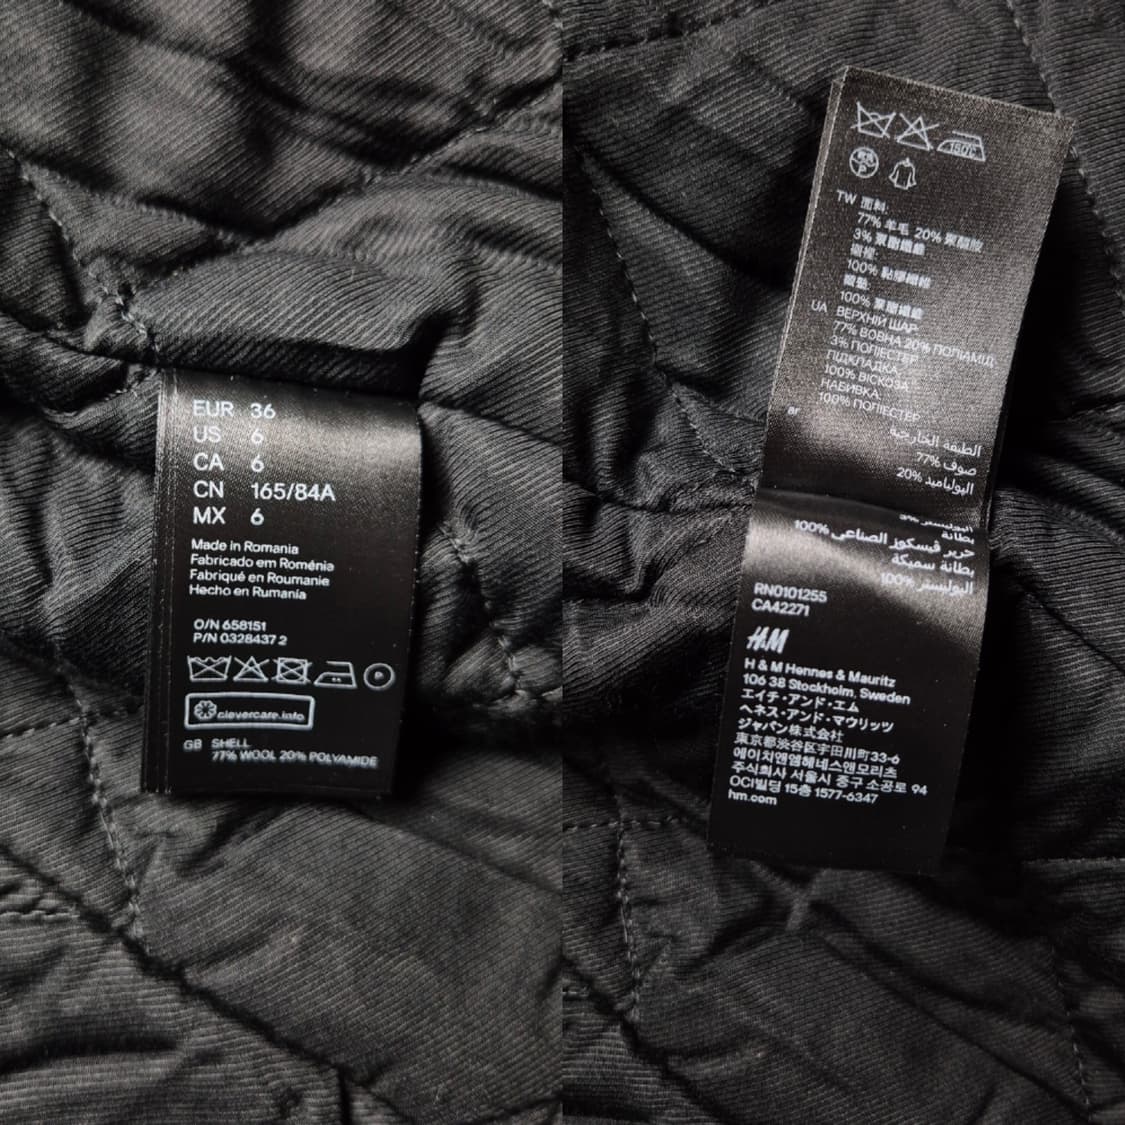 EUR 36
US 6
CA 6
CN 165/84A
MX 6
Made in Romania
Fabricado em Roménia
Fabriqué en Roumanie
Hecho en Rumanía
O/N 658151
P/N 0328437 2
clevercare.info
GB SHELL
77% WOOL 20% POLYAMIDE
150°C
P
TW 面料:
77% 羊毛 20% 聚醯胺
3% 聚酯纖維
裡:
100% 黏膠纖維
墊:
100% 聚酯纖維
UA ВЕРХНІЙ ШАР
77% ВОВНА 20% ПОЛІАМІД
3% ПОЛІЕСТЕР
ПІДКЛАДКА
100% ВІСКОЗА
НАБИВКА
100% ПОЛІЕСТЕР
ar
الطبقة الخارجية
صوف 77%
البولياميد 20%
البوليستر 3%
بطانة
حرير فيسكوز الصناعى 100%
بطانة سميكة
البوليستر 100%
RN0101255
CA42271
H&M
H & M Hennes & Mauritz
106 38 Stockholm, Sweden
エイチ・アンド・エム
ヘネス・アンド・マウリッツ
ジャパン株式会社
東京都渋谷区宇田川町33-6
에이치앤엠헤네스앤모리츠
주식회사 서울시 중구 소공로 94
OCI빌딩 15층 1577-6347
hm.com